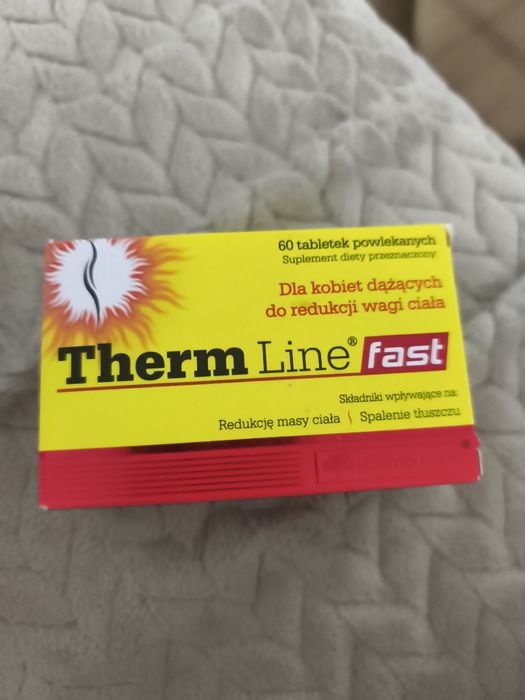 60 tabletek powlekanych
Suplement diety przeznaczony:
Dla kobiet dążących
do redukcji wagi ciała
Therm Line® fast
Składniki wpływające na:
Redukcję masy ciała Spalenie tłuszczu